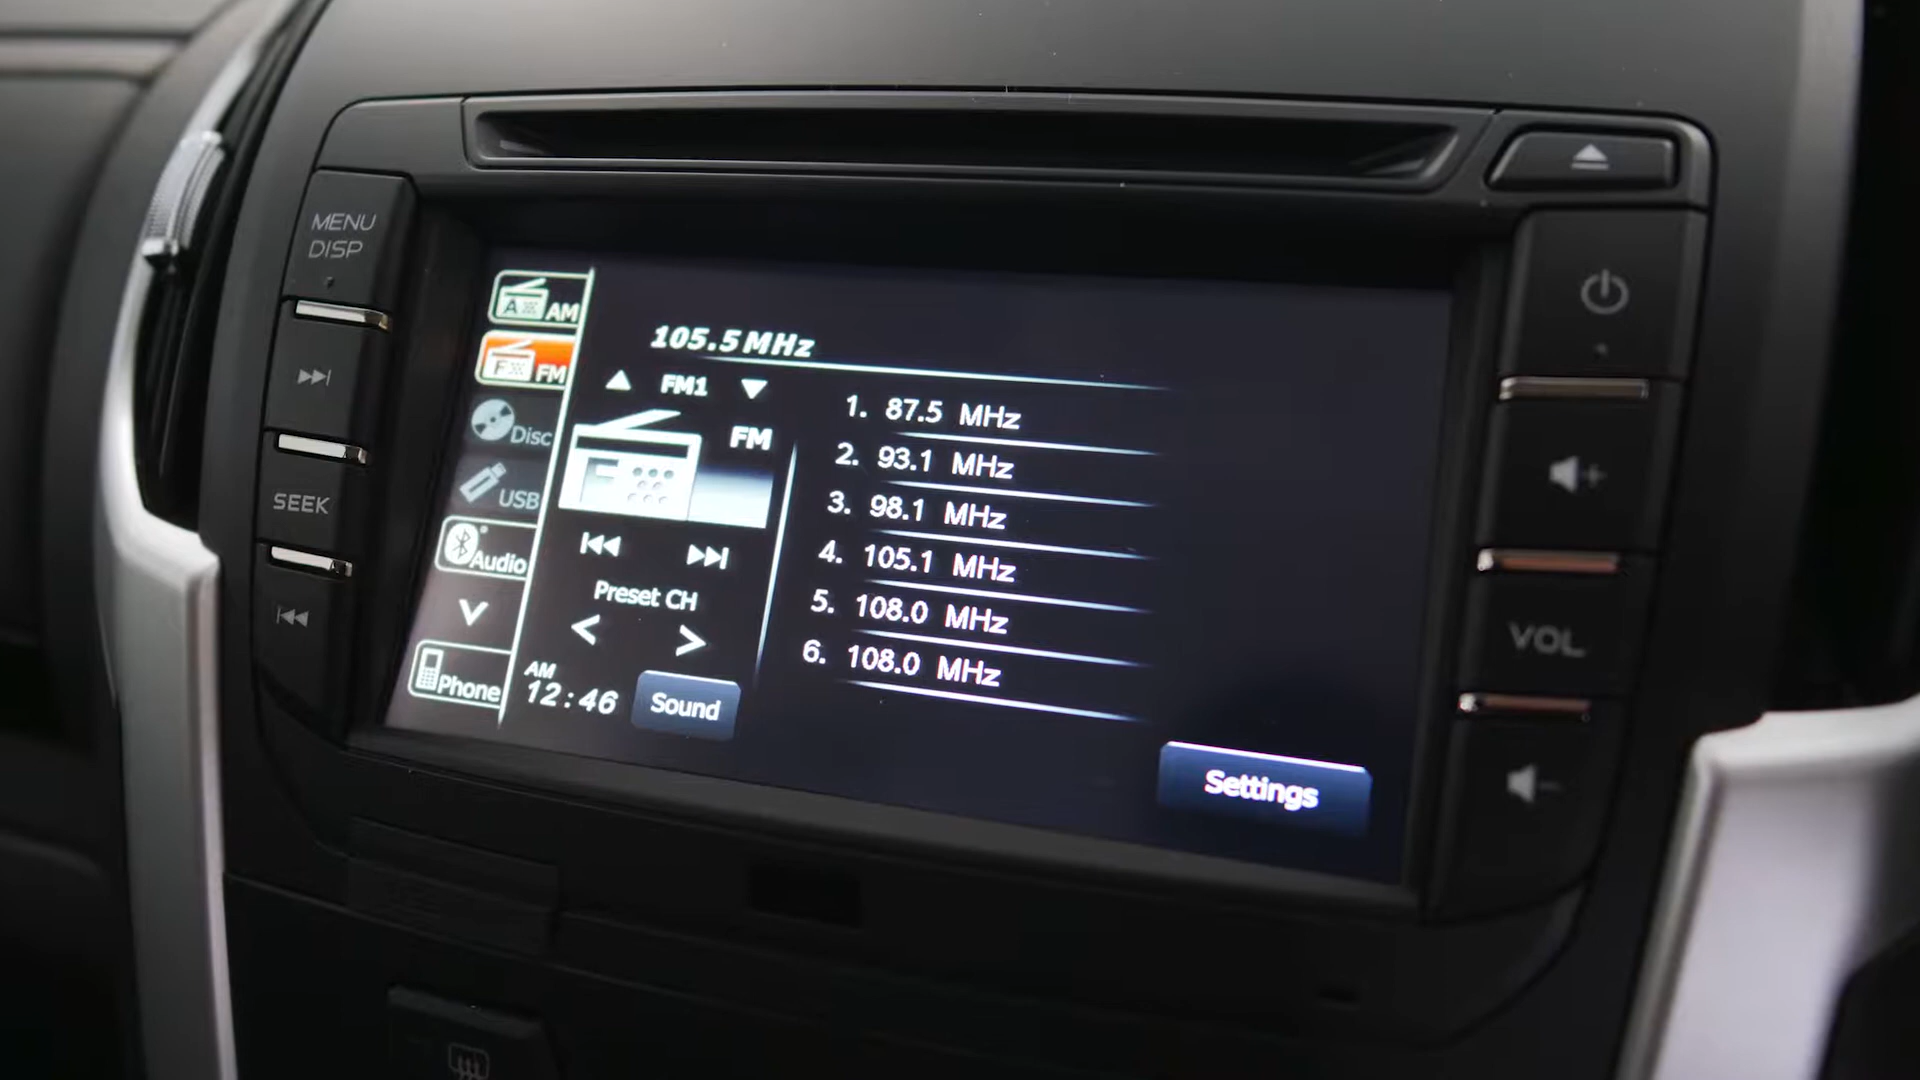 MENU
DISP
SEEK
VOL
A AM
F FM
Disc
USB
Audio
Phone
105.5 MHz
FM1
FM
F
Preset CH
AM
12:46
Sound
1. 87.5 MHz
2. 93.1 MHz
3. 98.1 MHz
4. 105.1 MHz
5. 108.0 MHz
6. 108.0 MHz
Settings